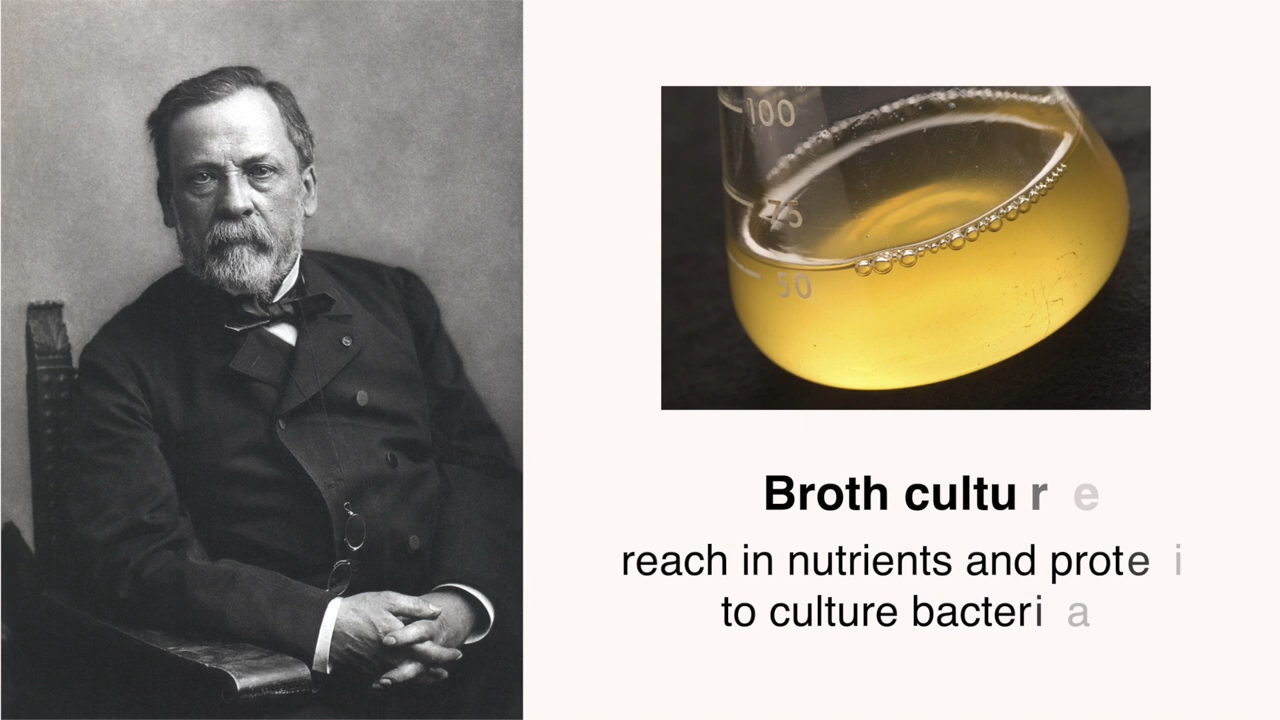 100
75
50
Broth culture
reach in nutrients and protei
to culture bacteria